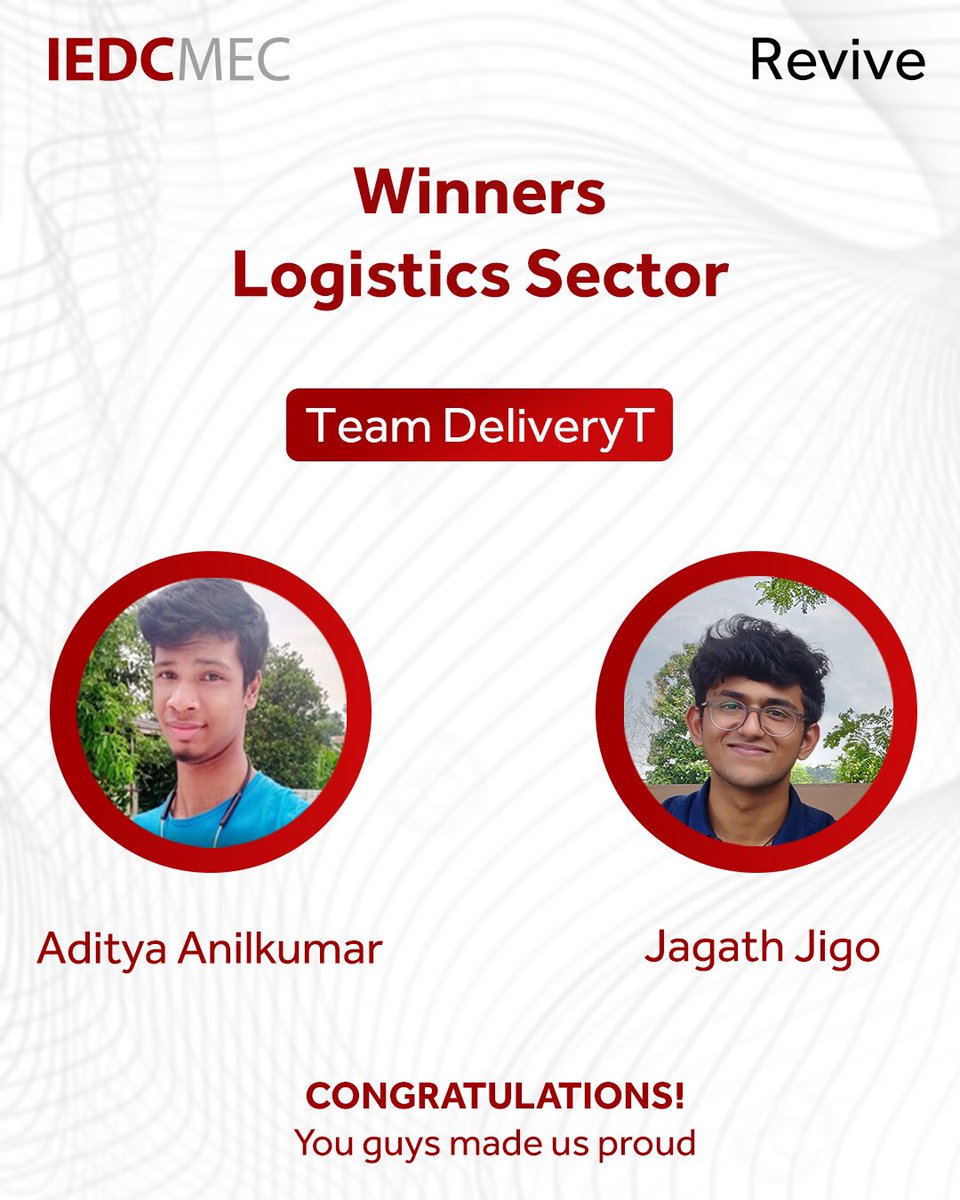 IEDCMEC
Revive
Winners
Logistics Sector
Team DeliveryT
Aditya Anilkumar
Jagath Jigo
CONGRATULATIONS!
You guys made us proud